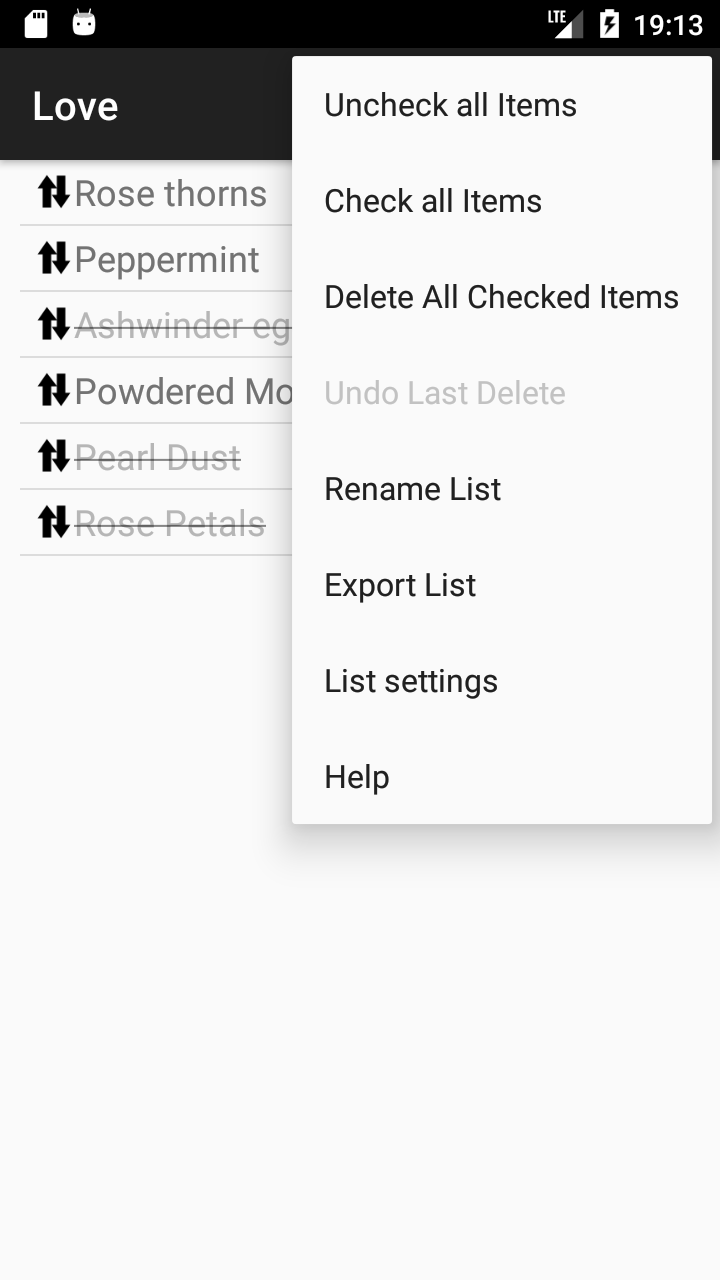 LTE 19:13
Love
Rose thorns
Peppermint
Ashwinder eg
Powdered Mo
Pearl Dust
Rose Petals
Uncheck all Items
Check all Items
Delete All Checked Items
Undo Last Delete
Rename List
Export List
List settings
Help